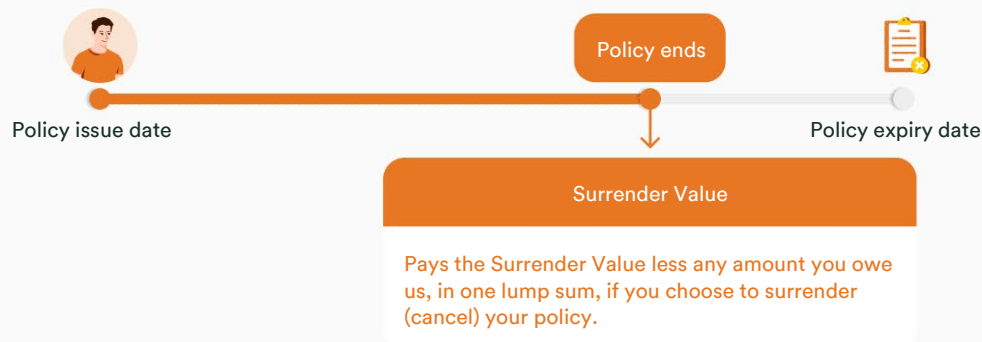 Policy ends
Policy issue date
Policy expiry date
Surrender Value
Pays the Surrender Value less any amount you owe
us, in one lump sum, if you choose to surrender
(cancel) your policy.